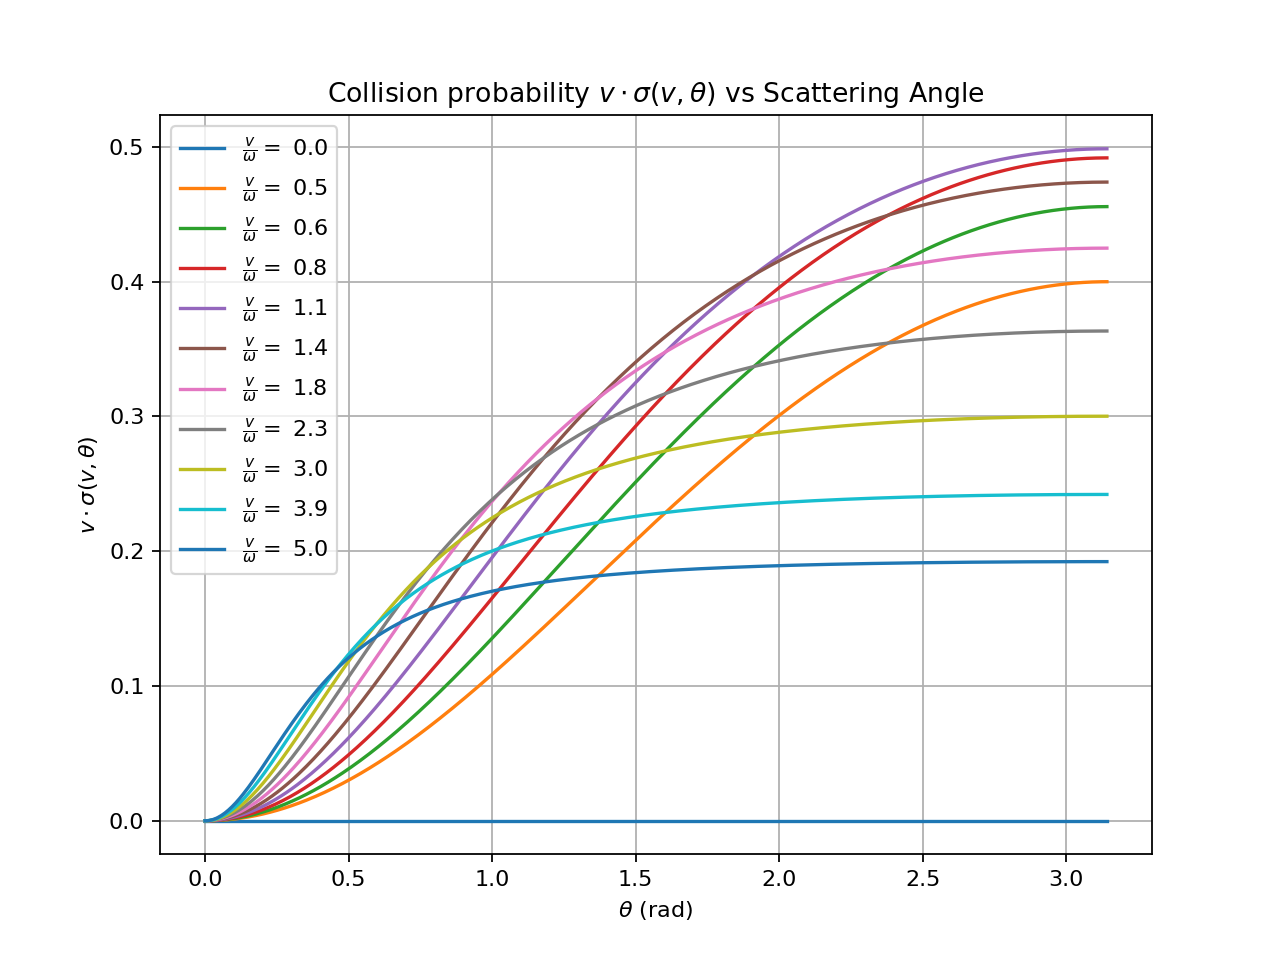 Collision probability v · σ(v, θ) vs Scattering Angle
v/ω = 0.0
v/ω = 0.5
v/ω = 0.6
v/ω = 0.8
v/ω = 1.1
v/ω = 1.4
v/ω = 1.8
v/ω = 2.3
v/ω = 3.0
v/ω = 3.9
v/ω = 5.0
v · σ(v, θ)
0.5
0.4
0.3
0.2
0.1
0.0
0.0 0.5 1.0 1.5 2.0 2.5 3.0
θ (rad)